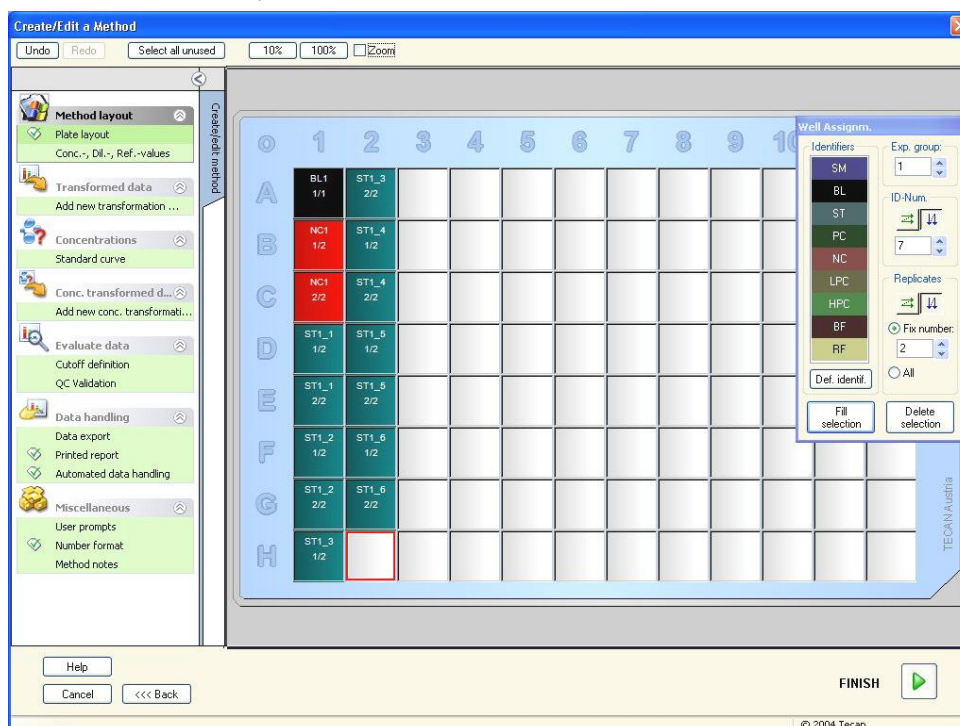 Create/Edit a Method
Undo Redo Select all unused 10% 100% Zoom
Create/edit method
Method layout
Plate layout
Conc.-, Dil.-, Ref.-values
Transformed data
Add new transformation ...
Concentrations
Standard curve
Conc. transformed d...
Add new conc. transformati...
Evaluate data
Cutoff definition
QC Validation
Data handling
Data export
Printed report
Automated data handling
Miscellaneous
User prompts
Number format
Method notes
1 2 3 4 5 6 7 8 9 10
A
BL1 ST1_3
1/1 2/2
B
NC1 ST1_4
1/2 1/2
C
NC1 ST1_4
2/2 2/2
D
ST1_1 ST1_5
1/2 1/2
E
ST1_1 ST1_5
2/2 2/2
F
ST1_2 ST1_6
1/2 1/2
G
ST1_2 ST1_6
2/2 2/2
H
ST1_3
1/2
TECAN Austria
Well Assignm.
Identifiers
SM
BL
ST
PC
NC
LPC
HPC
BF
RF
Def. identif.
Exp. group:
1
ID-Num.
7
Replicates
Fix number:
2
All
Fill selection
Delete selection
Help
Cancel <<< Back
FINISH
© 2004 Tecan